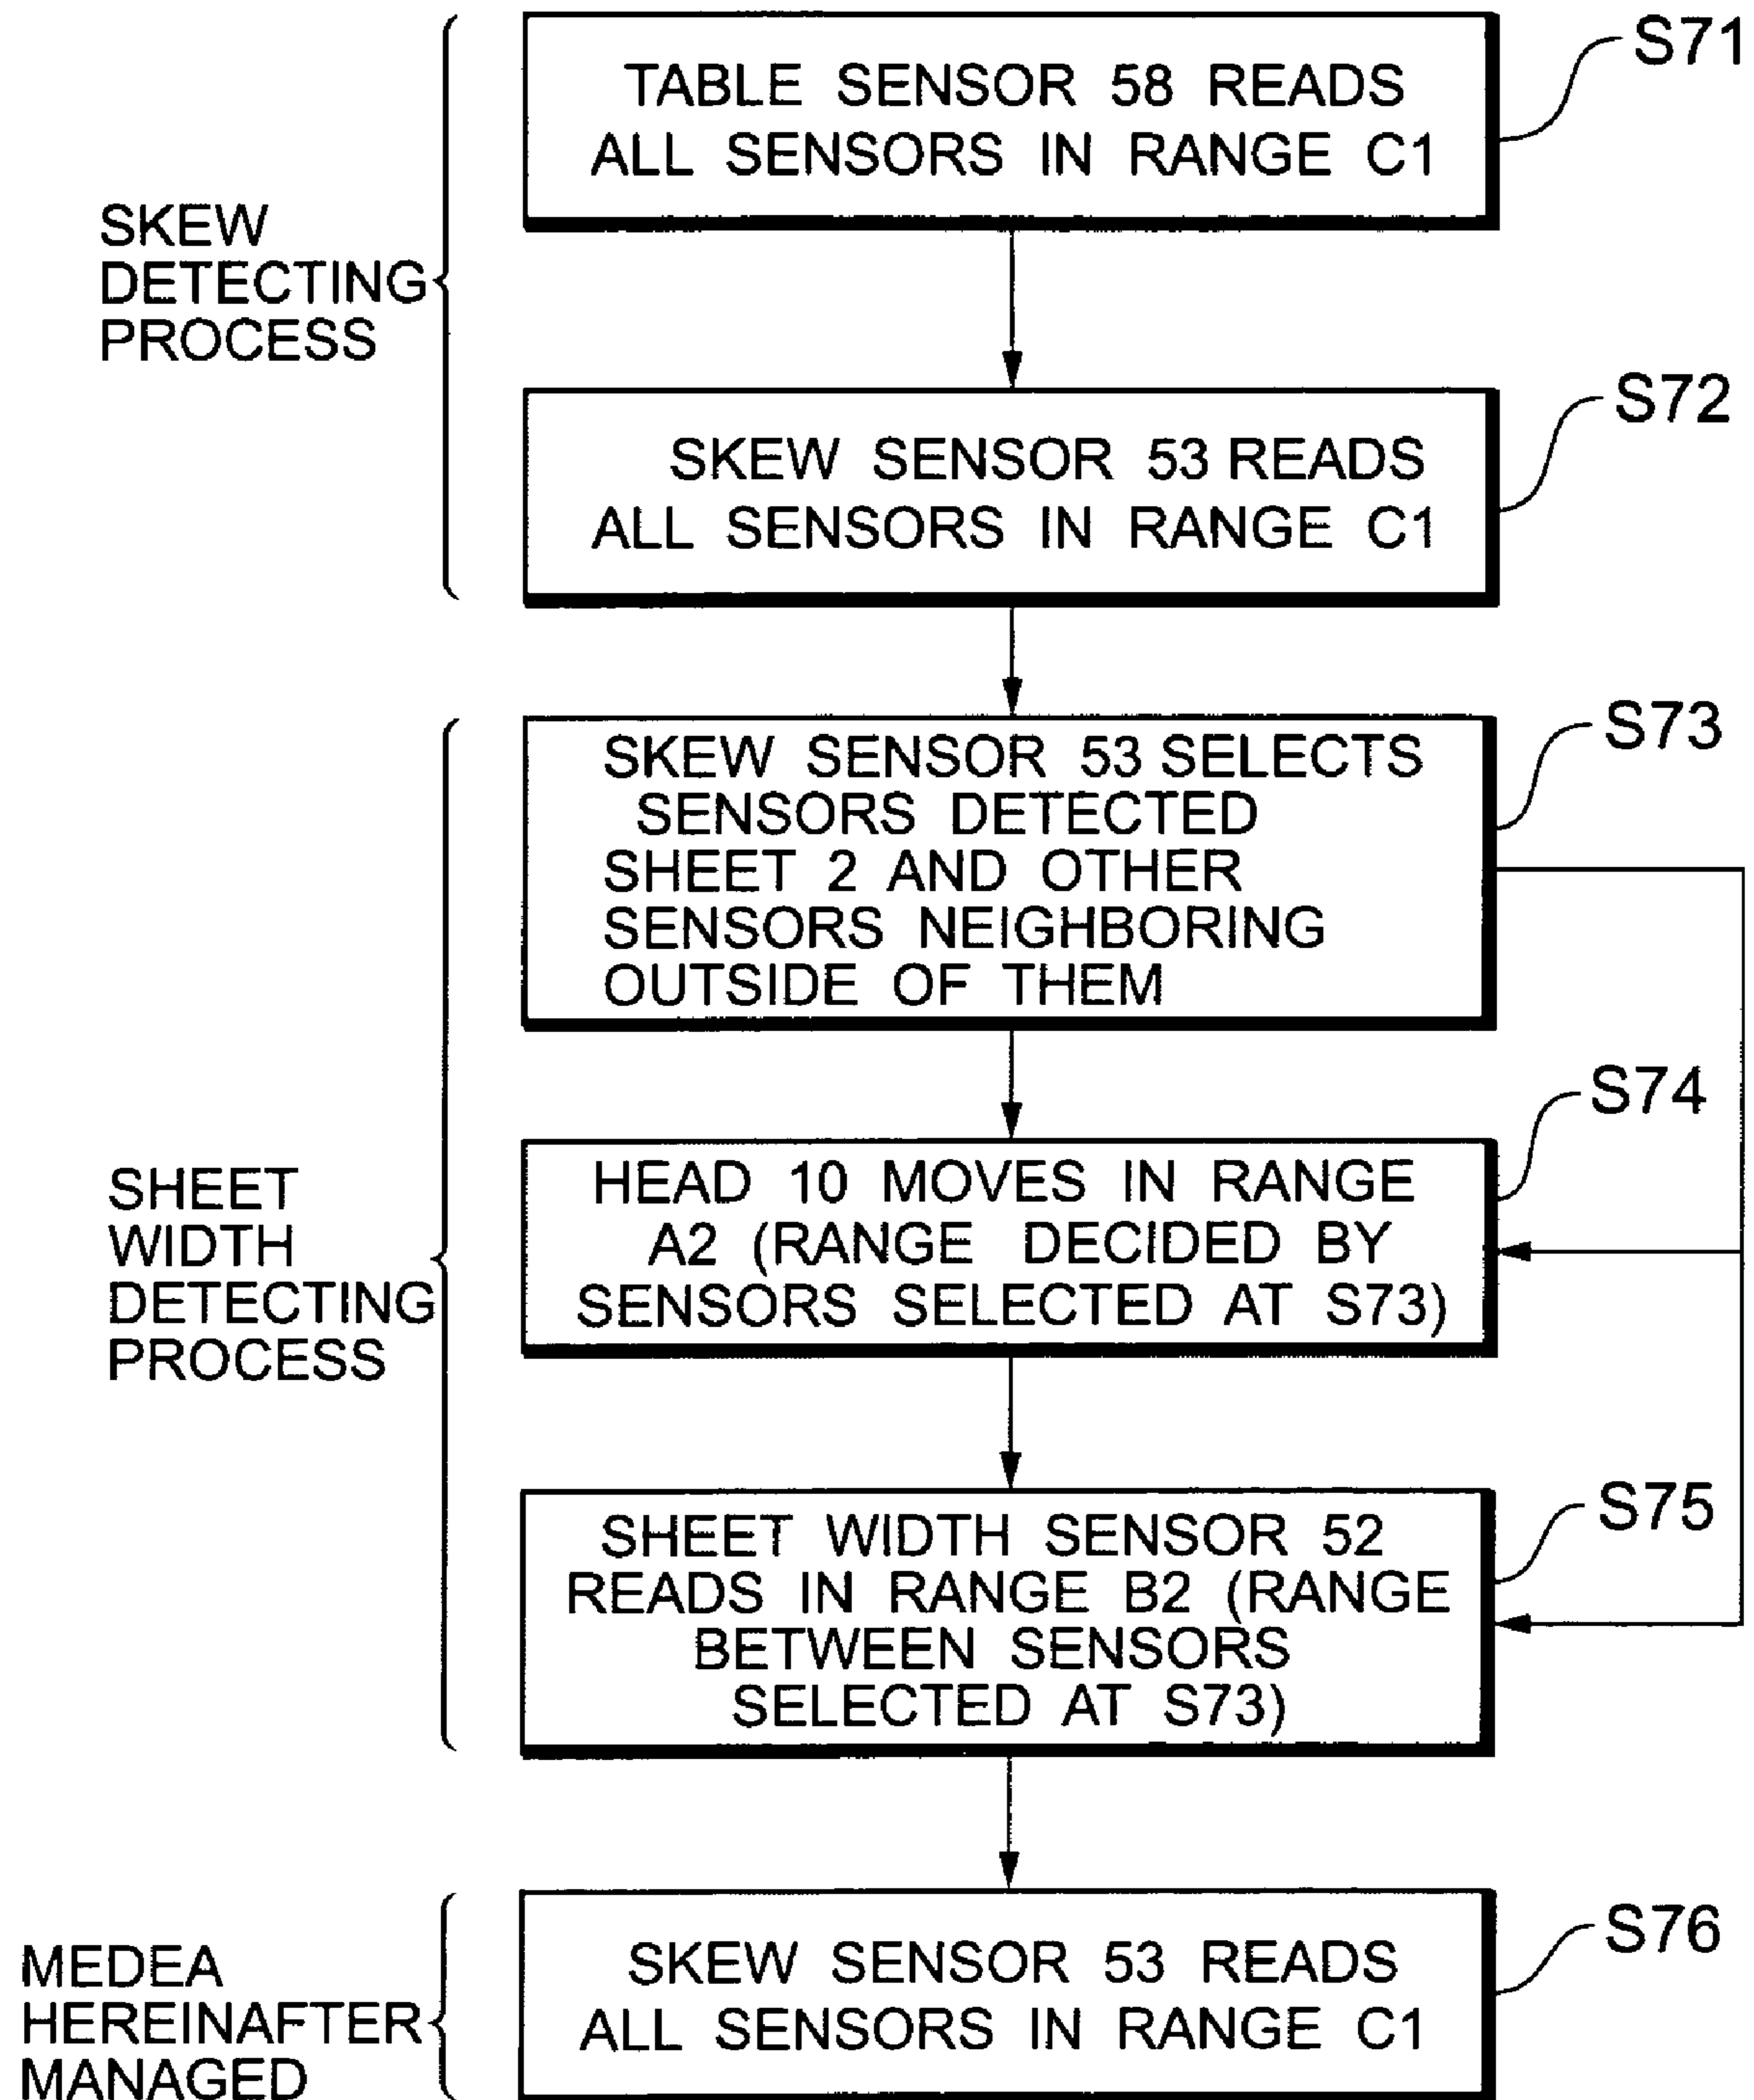 TABLE SENSOR 58 READS
ALL SENSORS IN RANGE C1
S71
SKEW
DETECTING
PROCESS
SKEW SENSOR 53 READS
ALL SENSORS IN RANGE C1
S72
SKEW SENSOR 53 SELECTS
SENSORS DETECTED
SHEET 2 AND OTHER
SENSORS NEIGHBORING
OUTSIDE OF THEM
S73
HEAD 10 MOVES IN RANGE
A2 (RANGE DECIDED BY
SENSORS SELECTED AT S73)
S74
SHEET
WIDTH
DETECTING
PROCESS
SHEET WIDTH SENSOR 52
READS IN RANGE B2 (RANGE
BETWEEN SENSORS
SELECTED AT S73)
S75
MEDEA
HEREINAFTER
MANAGED
SKEW SENSOR 53 READS
ALL SENSORS IN RANGE C1
S76